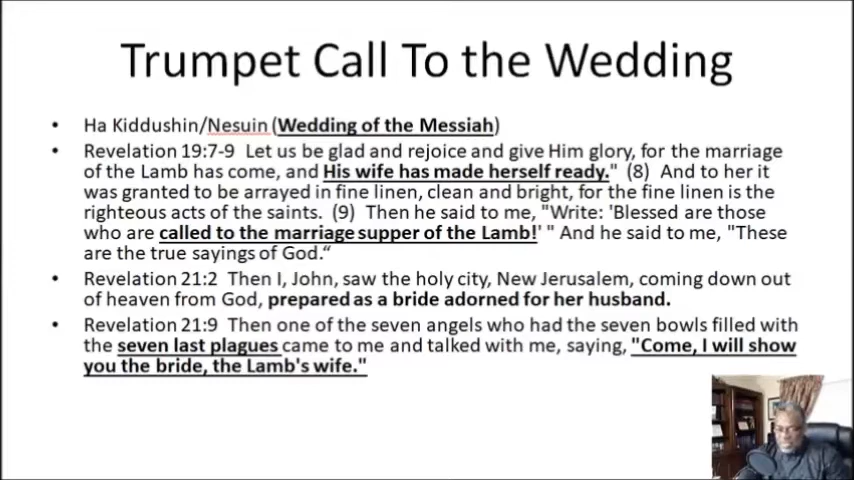 Trumpet Call To the Wedding
• Ha Kiddushin/Nesuin (Wedding of the Messiah)
• Revelation 19:7-9 Let us be glad and rejoice and give Him glory, for the marriage
of the Lamb has come, and His wife has made herself ready." (8) And to her it
was granted to be arrayed in fine linen, clean and bright, for the fine linen is the
righteous acts of the saints. (9) Then he said to me, "Write: 'Blessed are those
who are called to the marriage supper of the Lamb!' " And he said to me, "These
are the true sayings of God.“
• Revelation 21:2 Then I, John, saw the holy city, New Jerusalem, coming down out
of heaven from God, prepared as a bride adorned for her husband.
• Revelation 21:9 Then one of the seven angels who had the seven bowls filled with
the seven last plagues came to me and talked with me, saying, "Come, I will show
you the bride, the Lamb's wife."